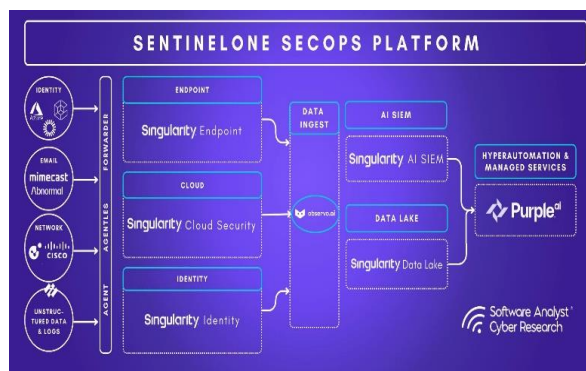 SENTINELONE SECOPS PLATFORM
IDENTITY
EMAIL
mimecast
Abnormal
NETWORK
CISCO
UNSTRUC-
TURED DATA
& LOGS
FORWARDER
AGENTLES
AGENT
ENDPOINT
Singularity Endpoint
CLOUD
Singularity Cloud Security
IDENTITY
Singularity Identity
DATA
INGEST
observo.ai
AI SIEM
Singularity AI SIEM
DATA LAKE
Singularity Data Lake
HYPERAUTOMATION &
MANAGED SERVICES
Purple ai
Software Analyst
Cyber Research